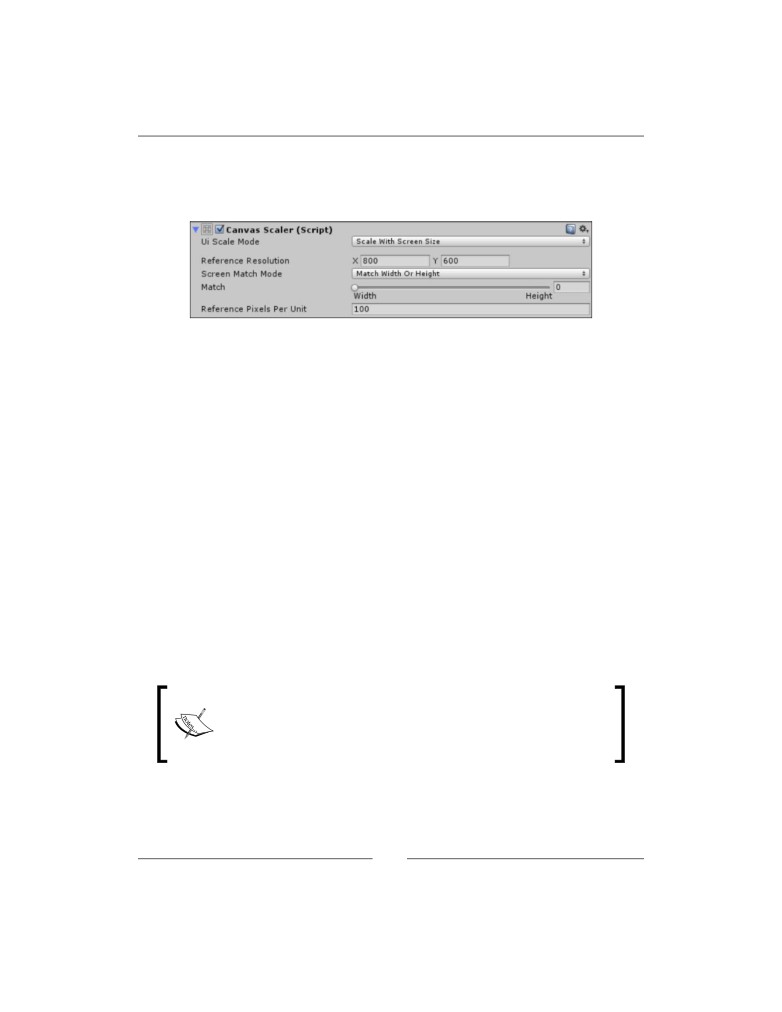 Canvas Scaler (Script)
Ui Scale Mode Scale With Screen Size
Reference Resolution X 800 Y 600
Screen Match Mode Match Width Or Height
Match 0
Width Height
Reference Pixels Per Unit 100